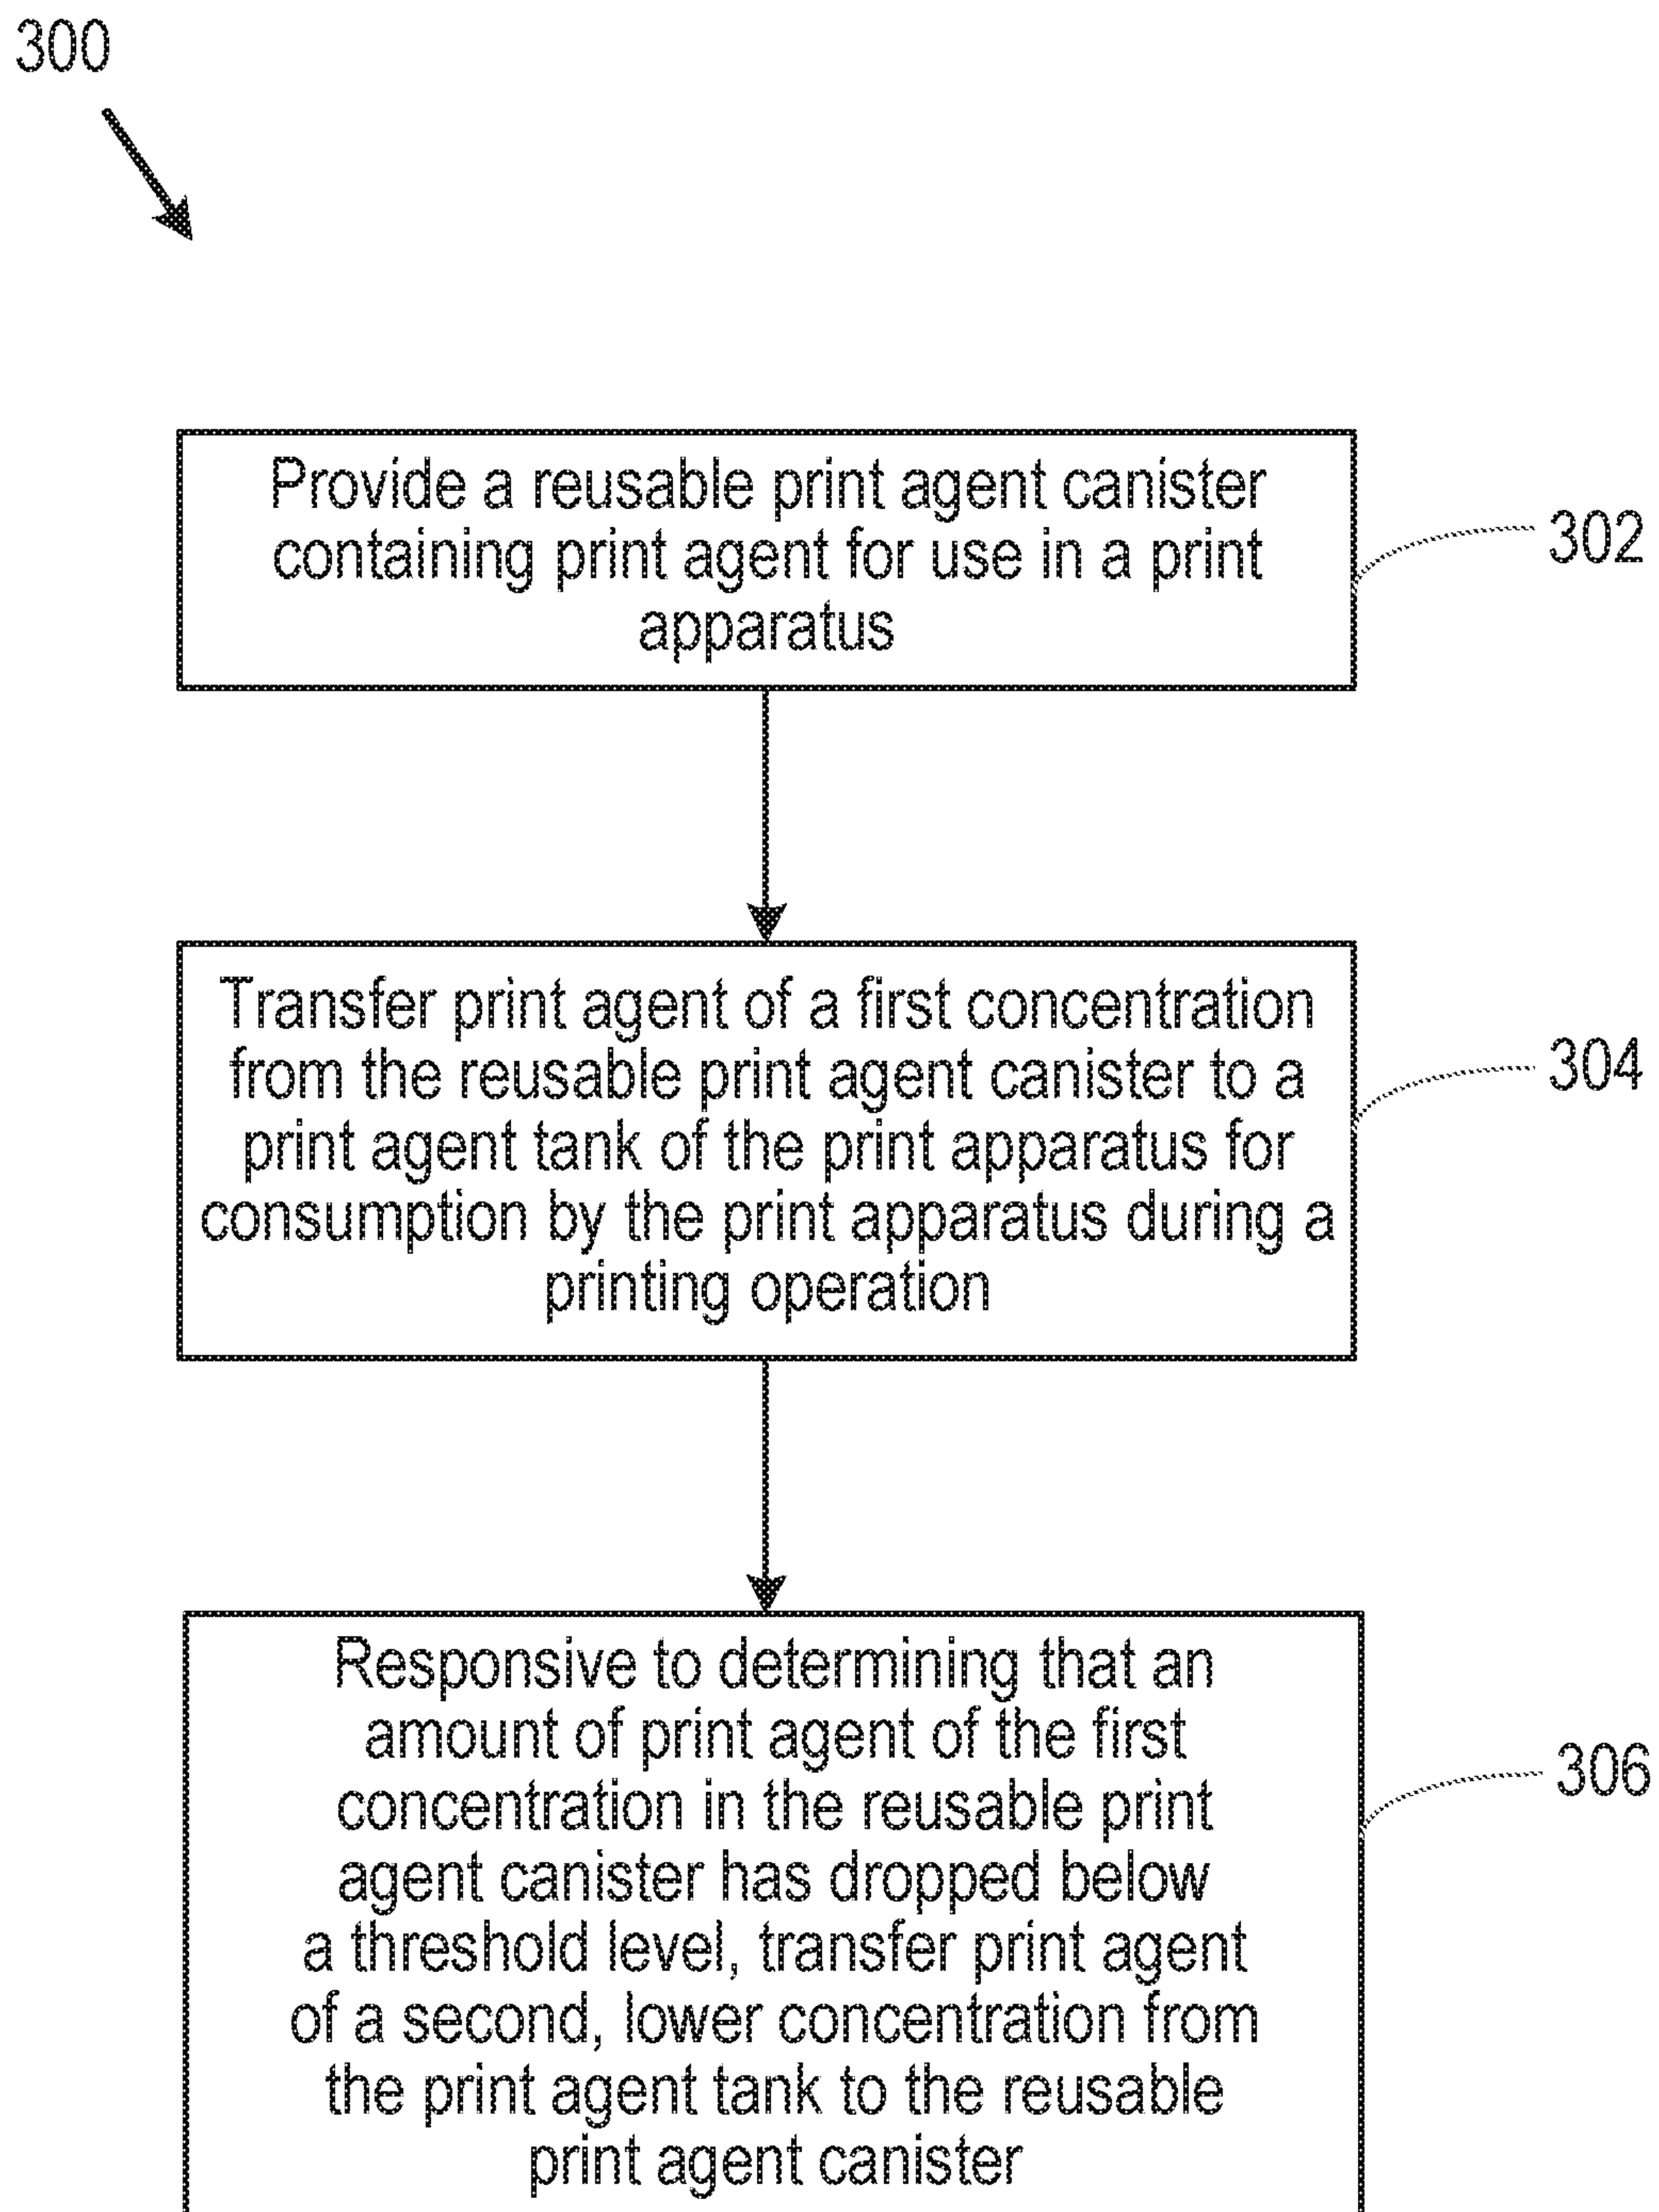 300
Provide a reusable print agent canister
containing print agent for use in a print
apparatus
302
Transfer print agent of a first concentration
from the reusable print agent canister to a
print agent tank of the print apparatus for
consumption by the print apparatus during a
printing operation
304
Responsive to determining that an
amount of print agent of the first
concentration in the reusable print
agent canister has dropped below
a threshold level, transfer print agent
of a second, lower concentration from
the print agent tank to the reusable
print agent canister
306